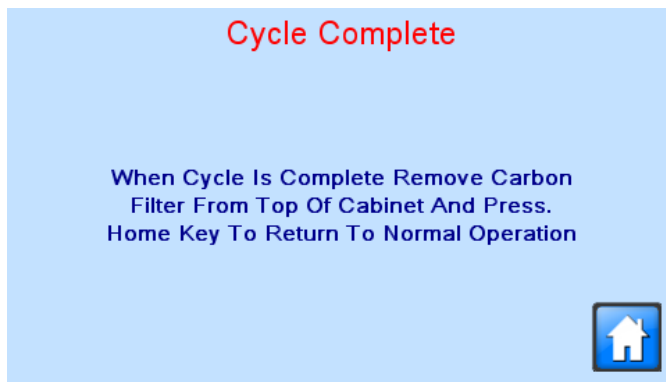 Cycle Complete
When Cycle Is Complete Remove Carbon
Filter From Top Of Cabinet And Press.
Home Key To Return To Normal Operation